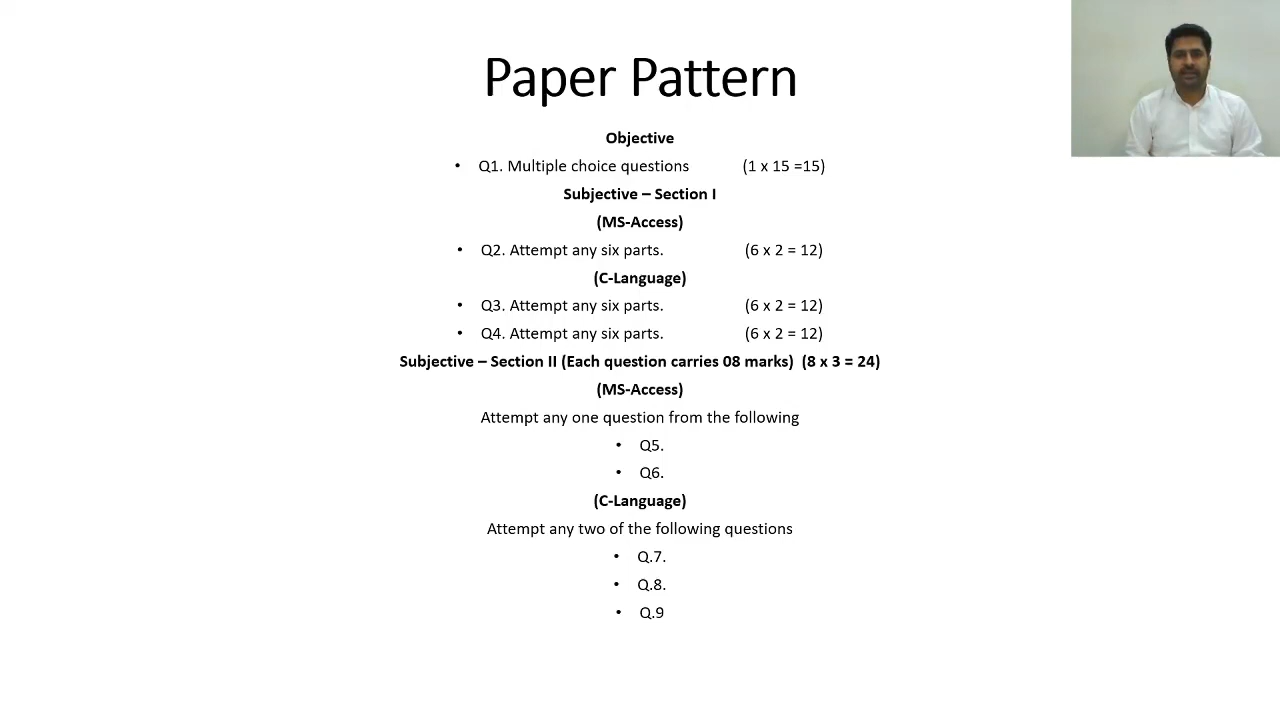 Paper Pattern
Objective
• Q1. Multiple choice questions (1 x 15 =15)
Subjective – Section I
(MS-Access)
• Q2. Attempt any six parts. (6 x 2 = 12)
(C-Language)
• Q3. Attempt any six parts. (6 x 2 = 12)
• Q4. Attempt any six parts. (6 x 2 = 12)
Subjective – Section II (Each question carries 08 marks) (8 x 3 = 24)
(MS-Access)
Attempt any one question from the following
• Q5.
• Q6.
(C-Language)
Attempt any two of the following questions
• Q.7.
• Q.8.
• Q.9